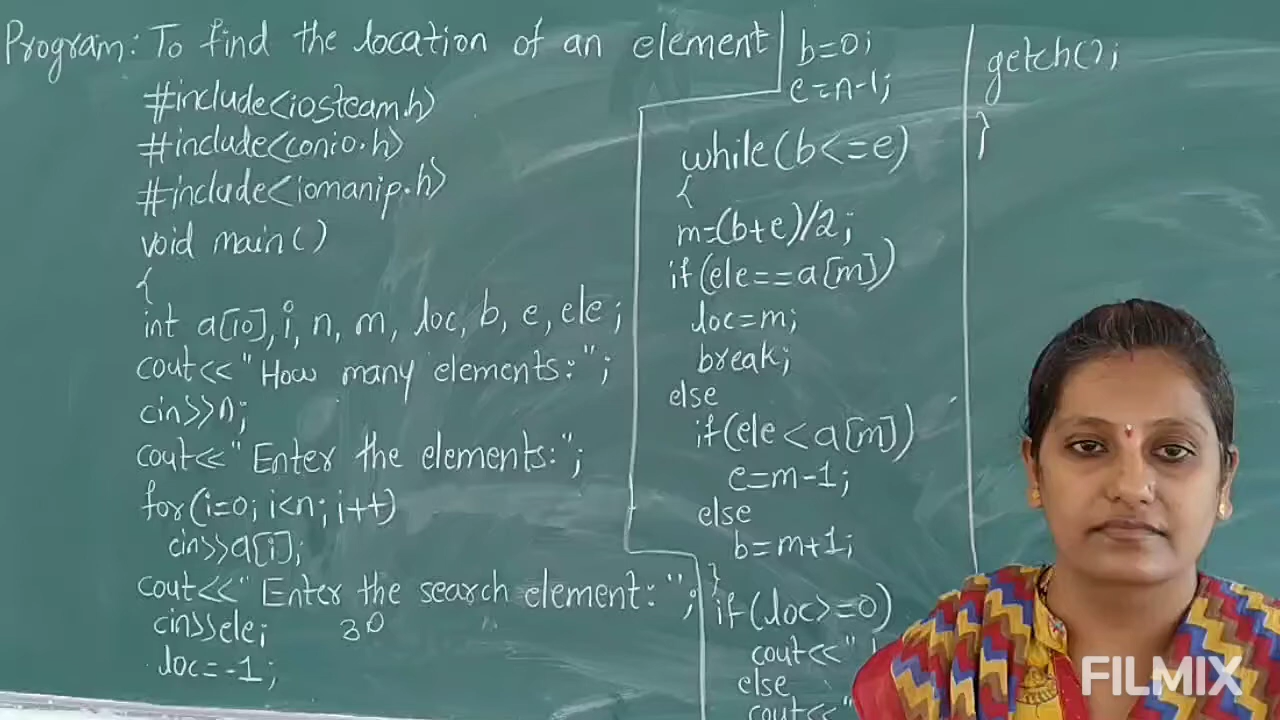 Program: To find the location of an element
#include<iosteam.h>
#include<conio.h>
#include<iomanip.h>
void main()
{
int a[10], i, n, m, loc, b, e, ele;
cout<<"How many elements:";
cin>>n;
cout<<"Enter the elements:";
for(i=0; i<n; i++)
cin>>a[i];
cout<<"Enter the search element:";
cin>>ele; 30
loc=-1;
b=0;
e=n-1;
while(b<=e)
{
m=(b+e)/2;
if(ele==a[m])
loc=m;
break;
else
if(ele<a[m])
e=m-1;
else
b=m+1;
}
if(loc>=0)
cout<<"
else
cout<<"
getch();
}
FILMIX